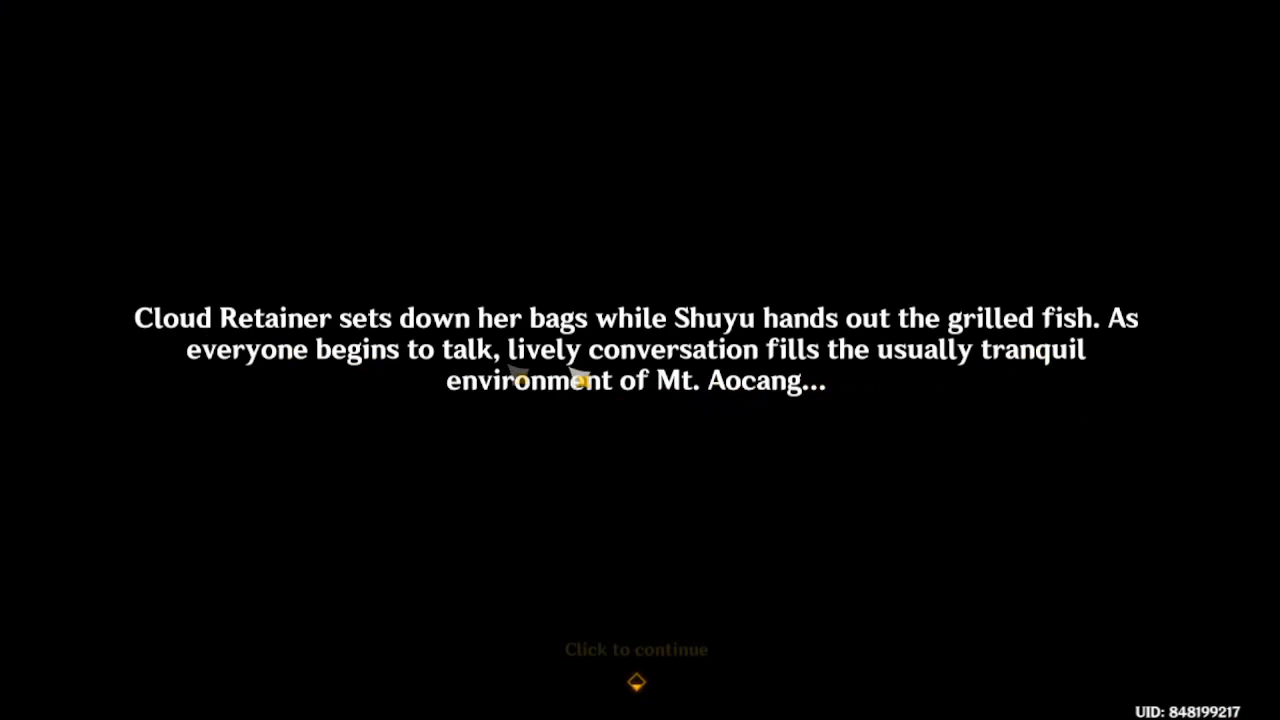 Cloud Retainer sets down her bags while Shuyu hands out the grilled fish. As
everyone begins to talk, lively conversation fills the usually tranquil
environment of Mt. Aocang...
Click to continue
UID: 848199217